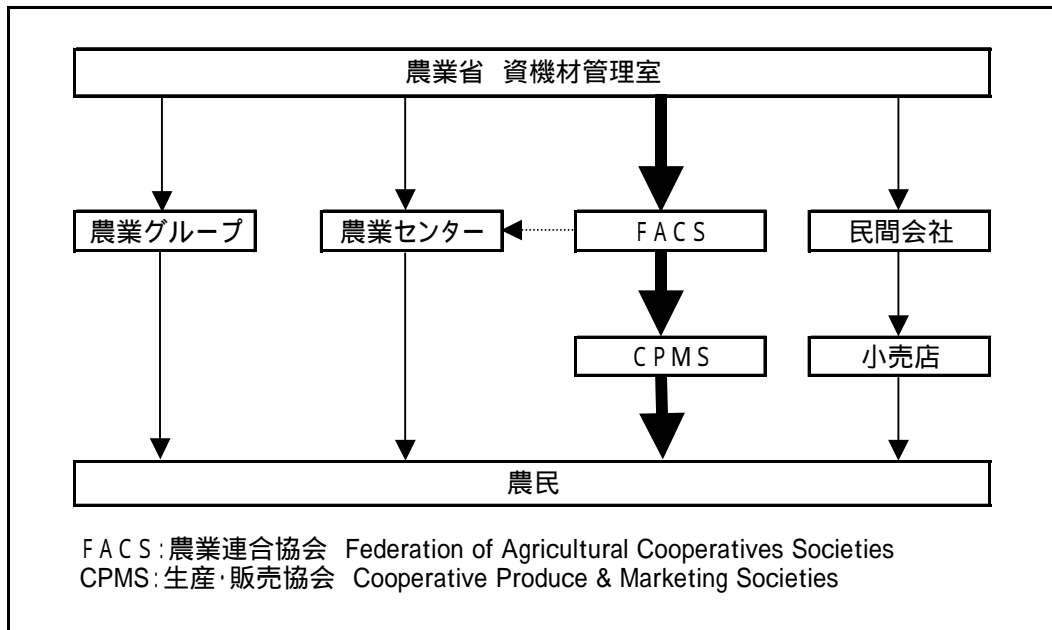 農業省 資機材管理室
農業グループ
農業センター
FACS
民間会社
CPMS
小売店
農民
FACS:農業連合協会 Federation of Agricultural Cooperatives Societies
CPMS:生産・販売協会 Cooperative Produce & Marketing Societies